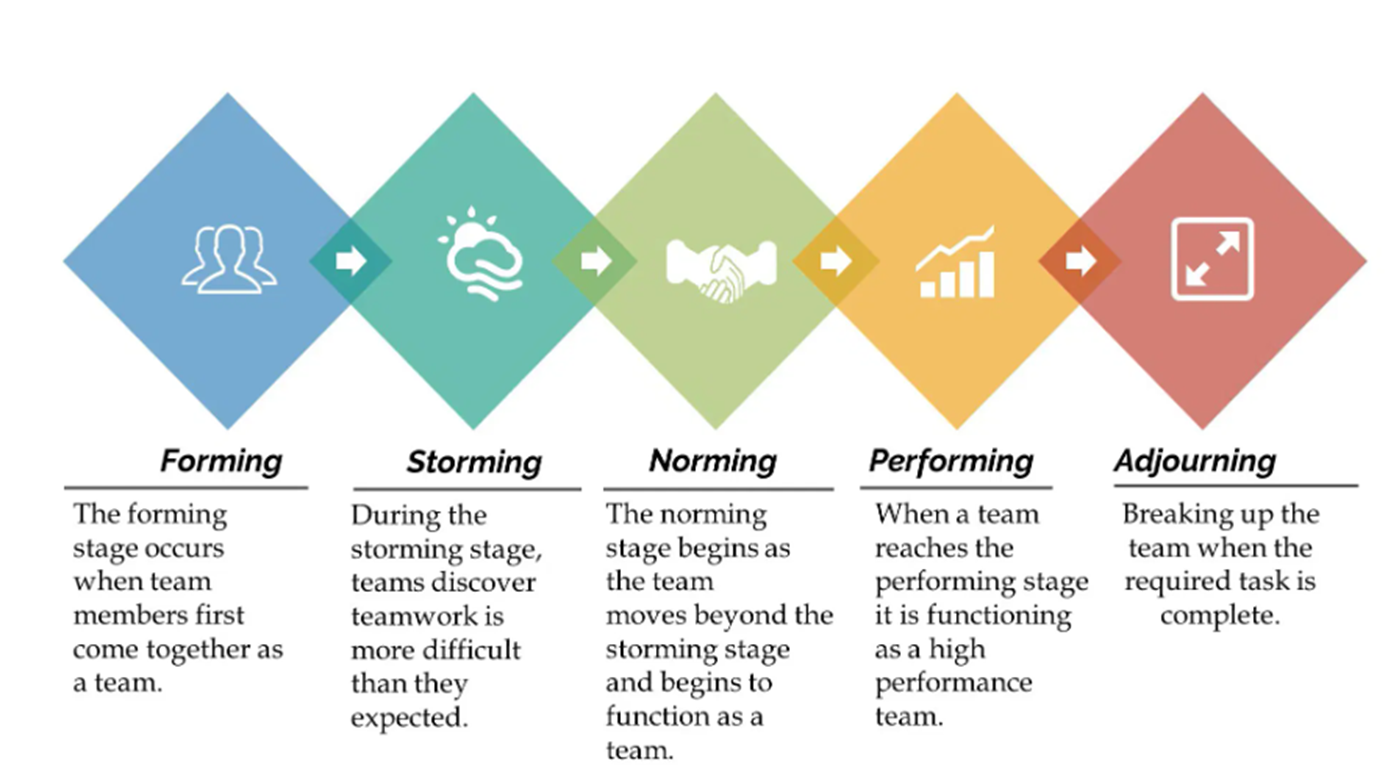 Forming
The forming
stage occurs
when team
members first
come together as
a team.
Storming
During the
storming stage,
teams discover
teamwork is
more difficult
than they
expected.
Norming
The norming
stage begins as
the team
moves beyond the
storming stage
and begins to
function as a
team.
Performing
When a team
reaches the
performing stage
it is functioning
as a high
performance
team.
Adjourning
Breaking up the
team when the
required task is
complete.